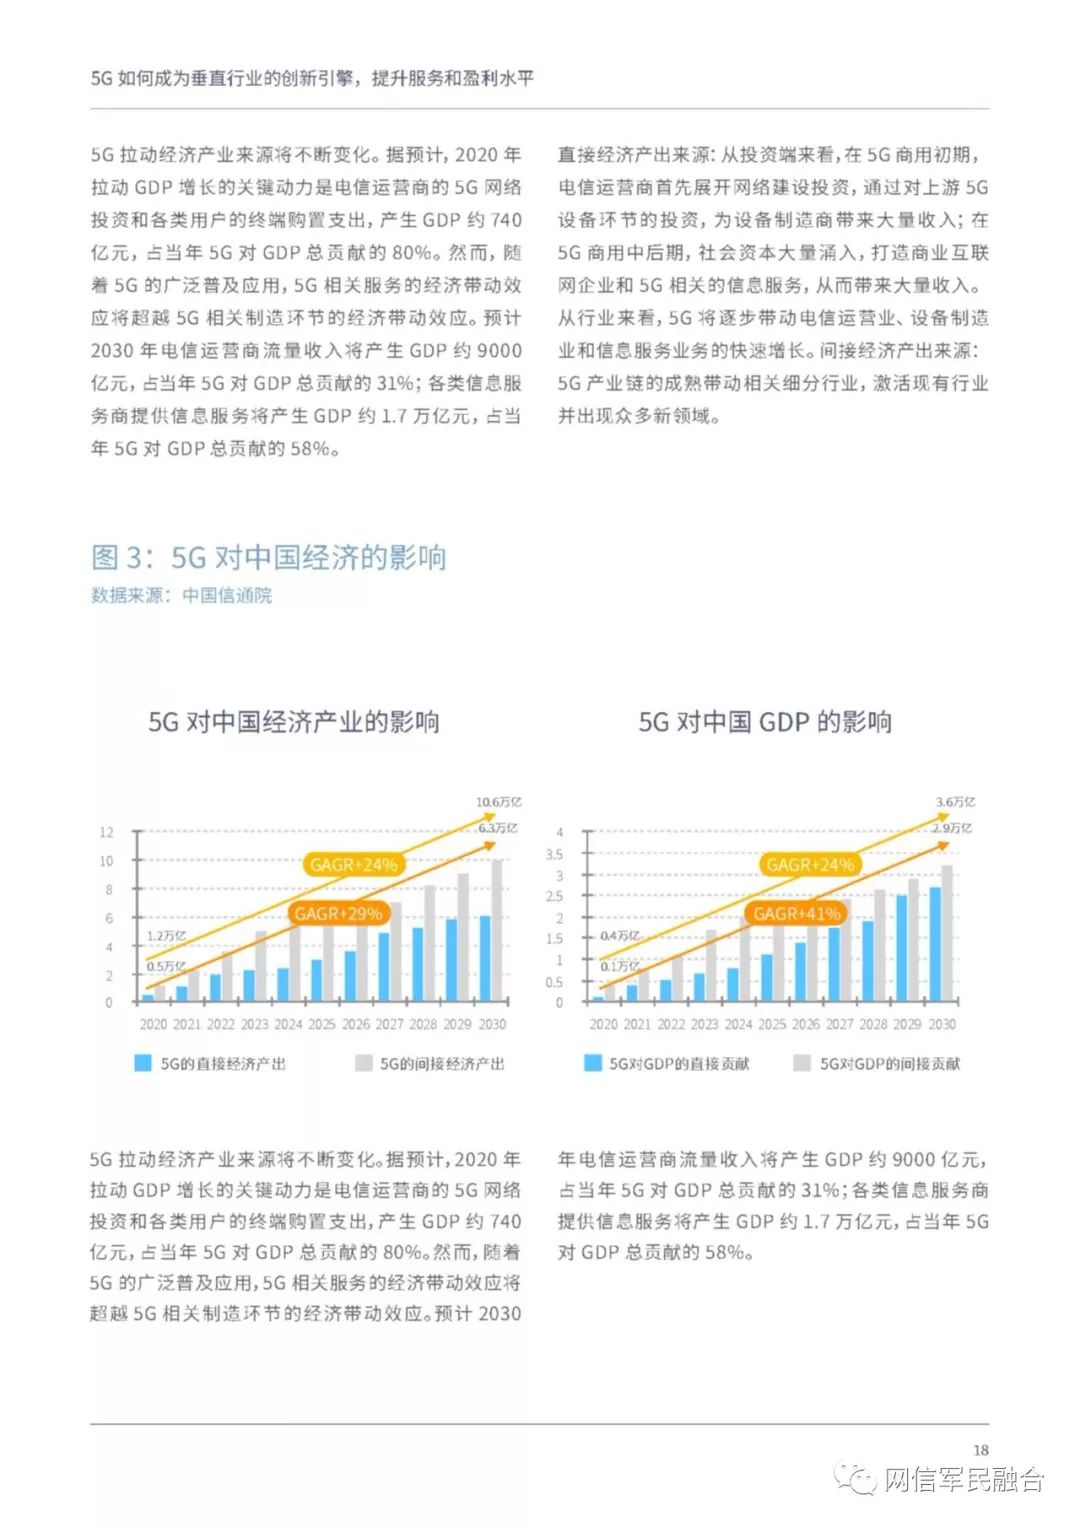 5G 如何成为垂直行业的创新引擎，提升服务和盈利水平
5G 拉动经济产业来源将不断变化。据预计，2020 年
拉动 GDP 增长的关键动力是电信运营商的 5G 网络
投资和各类用户的终端购置支出，产生 GDP 约 740
亿元，占当年 5G 对 GDP 总贡献的 80%。然而，随
着 5G 的广泛普及应用，5G 相关服务的经济带动效
应将超越 5G 相关制造环节的经济带动效应。预计
2030 年电信运营商流量收入将产生 GDP 约 9000
亿元，占当年 5G 对 GDP 总贡献的 31%；各类信息服
务商提供信息服务将产生 GDP 约 1.7 万亿元，占当
年 5G 对 GDP 总贡献的 58%。
直接经济产出来源：从投资端来看，在 5G 商用初期，
电信运营商首先展开网络建设投资，通过对上游 5G
设备环节的投资，为设备制造商带来大量收入；在
5G 商用中后期，社会资本大量涌入，打造商业互联
网企业和 5G 相关的信息服务，从而带来大量收入。
从行业来看，5G 将逐步带动电信运营业、设备制造
业和信息服务业务的快速增长。间接经济产出来源：
5G 产业链的成熟带动相关细分行业，激活现有行业
并出现众多新领域。
图 3：5G 对中国经济的影响
数据来源：中国信通院
5G 对中国经济产业的影响
10.6万亿
6.3万亿
12
10
8
6
4
2
0
GAGR+24%
GAGR+29%
1.2万亿
0.5万亿
2020 2021 2022 2023 2024 2025 2026 2027 2028 2029 2030
5G的直接经济产出 5G的间接经济产出
5G 对中国 GDP 的影响
3.6万亿
2.9万亿
4
3.5
3
2.5
2
1.5
1
0.5
0
GAGR+24%
GAGR+41%
0.4万亿
0.1万亿
2020 2021 2022 2023 2024 2025 2026 2027 2028 2029 2030
5G对GDP的直接贡献 5G对GDP的间接贡献
5G 拉动经济产业来源将不断变化。据预计，2020 年
拉动 GDP 增长的关键动力是电信运营商的 5G 网络
投资和各类用户的终端购置支出，产生 GDP 约 740
亿元，占当年 5G 对 GDP 总贡献的 80%。然而，随着
5G 的广泛普及应用，5G 相关服务的经济带动效应将
超越 5G 相关制造环节的经济带动效应。预计 2030
年电信运营商流量收入将产生 GDP 约 9000 亿元，
占当年 5G 对 GDP 总贡献的 31%；各类信息服务商
提供信息服务将产生 GDP 约 1.7 万亿元，占当年 5G
对 GDP 总贡献的 58%。
18
网信军民融合